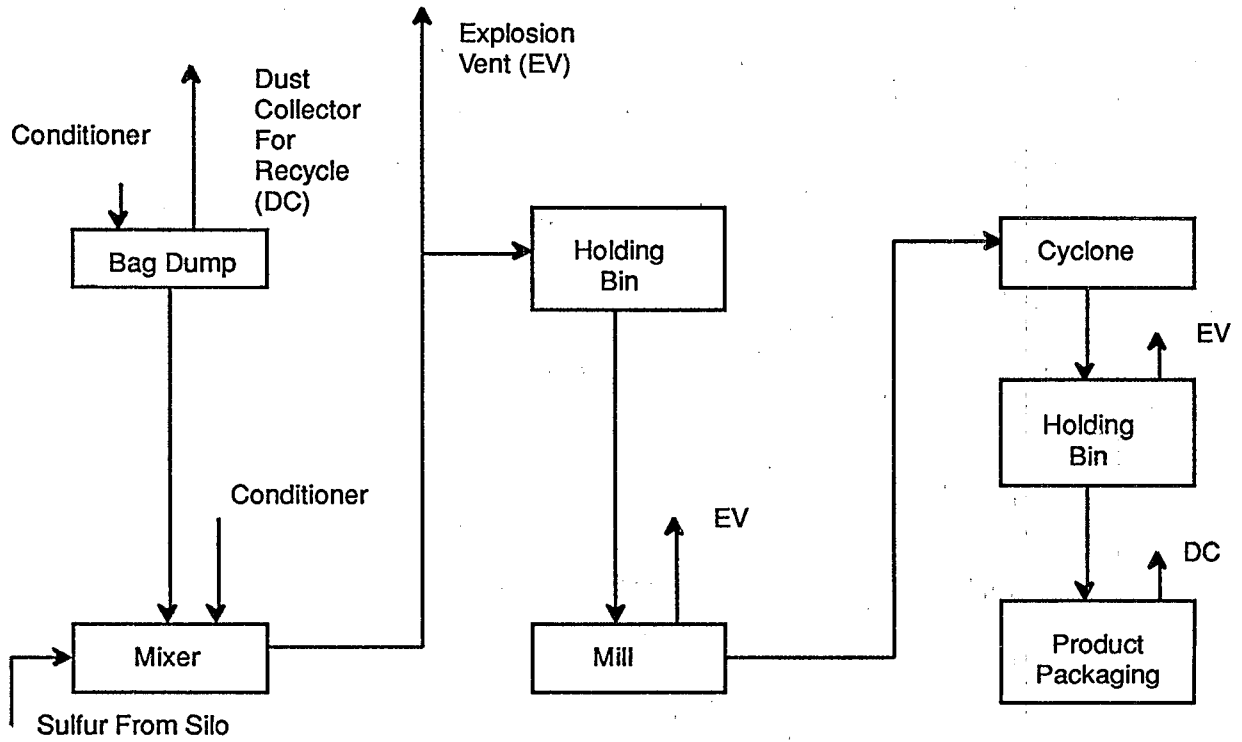 Explosion
Vent (EV)
Dust
Collector
For
Recycle
(DC)
Conditioner
Bag Dump
Holding
Bin
Cyclone
EV
Holding
Bin
Conditioner
EV
DC
Mixer
Mill
Product
Packaging
Sulfur From Silo